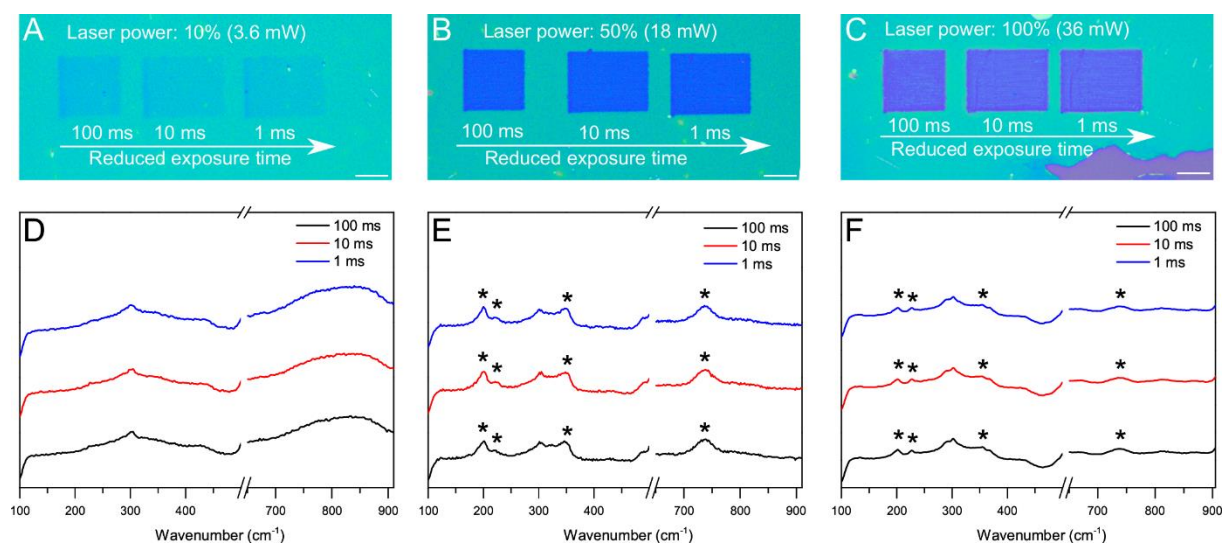 A
Laser power: 10% (3.6 mW)
100 ms
10 ms
1 ms
Reduced exposure time
B
Laser power: 50% (18 mW)
100 ms
10 ms
1 ms
Reduced exposure time
C
Laser power: 100% (36 mW)
100 ms
10 ms
1 ms
Reduced exposure time
D
100 ms
10 ms
1 ms
100 300 700 900
Wavenumber (cm⁻¹)
E
100 ms
10 ms
1 ms
* * * *
* * * *
* * * *
100 200 300 400 700 800 900
Wavenumber (cm⁻¹)
F
100 ms
10 ms
1 ms
* * * *
* * * *
* * * *
100 200 300 400 700 800 900
Wavenumber (cm⁻¹)